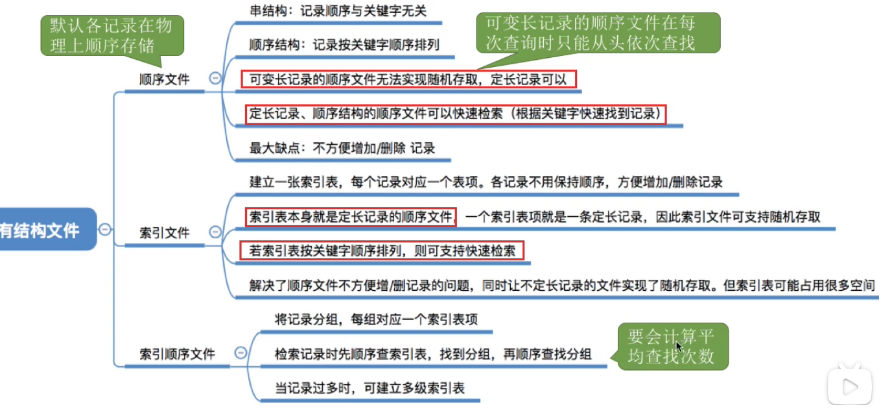 默认各记录在物
理上顺序存储
串结构：记录顺序与关键字无关
可变长记录的顺序文件在每
次查询时只能从头依次查找
顺序结构：记录按关键字顺序排列
顺序文件
可变长记录的顺序文件无法实现随机存取，定长记录可以
定长记录、顺序结构的顺序文件可以快速检索（根据关键字快速找到记录）
最大缺点：不方便增加/删除 记录
建立一张索引表，每个记录对应一个表项。各记录不用保持顺序，方便增加/删除记录
有结构文件
索引文件
索引表本身就是定长记录的顺序文件，一个索引表项就是一条定长记录，因此索引文件可支持随机存取
若索引表按关键字顺序排列，则可支持快速检索
解决了顺序文件不方便增/删记录的问题，同时让不定长记录的文件实现了随机存取。但索引表可能占用很多空间
将记录分组，每组对应一个索引表项
索引顺序文件
检索记录时先顺序查索引表，找到分组，再顺序查找分组
要会计算平
均查找次数
当记录过多时，可建立多级索引表